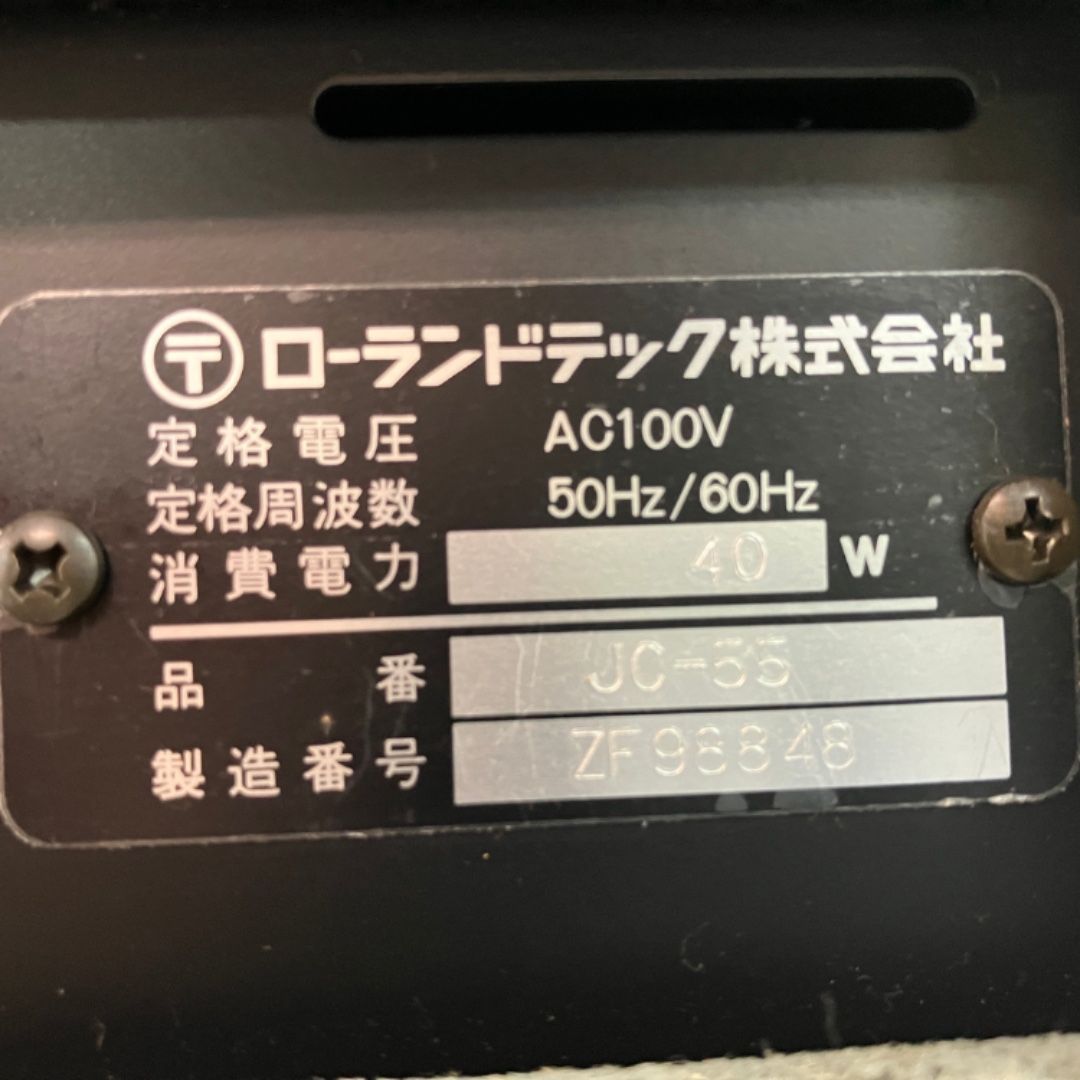 〒 ローランドテック株式会社
定格電圧 AC100V
定格周波数 50Hz/60Hz
消費電力 40 W
品番 JC-55
製造番号 ZF98848